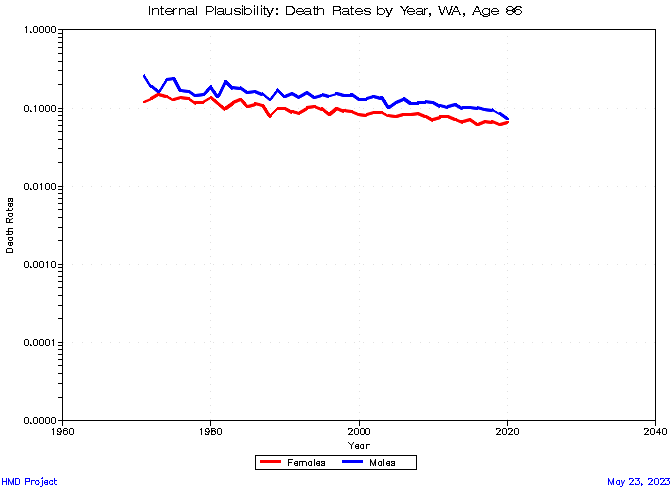 Internal Plausibility: Death Rates by Year, WA, Age 86
1.0000
0.1000
0.0100
0.0010
0.0001
0.0000
Death Rates
1960 1980 2000 2020 2040
Year
Females Males
HMD Project May 23, 2023